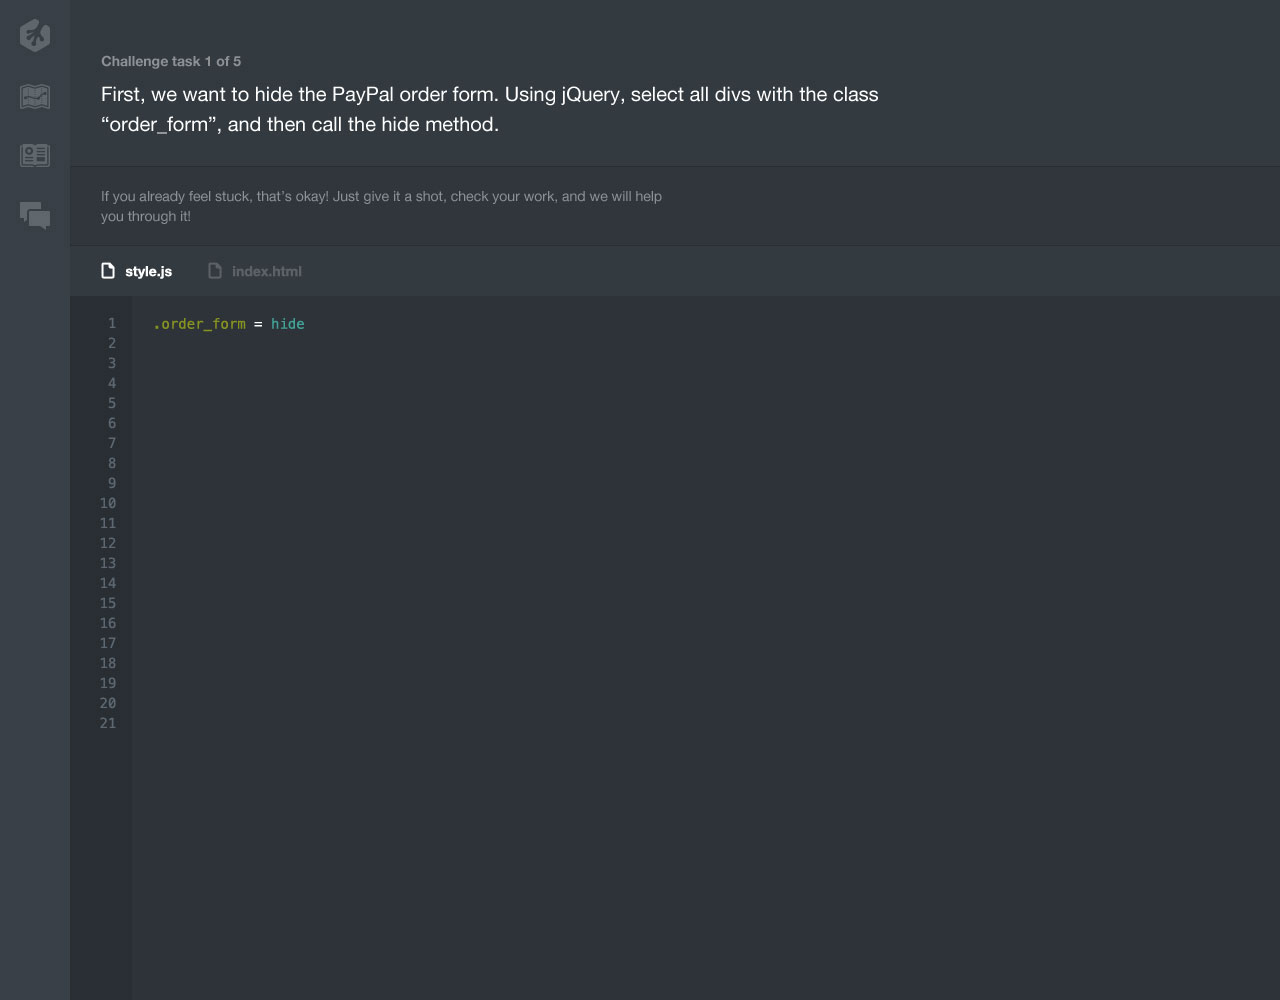 Challenge task 1 of 5
First, we want to hide the PayPal order form. Using jQuery, select all divs with the class
“order_form”, and then call the hide method.
If you already feel stuck, that’s okay! Just give it a shot, check your work, and we will help
you through it!
style.js index.html
1 .order_form = hide
2
3
4
5
6
7
8
9
10
11
12
13
14
15
16
17
18
19
20
21